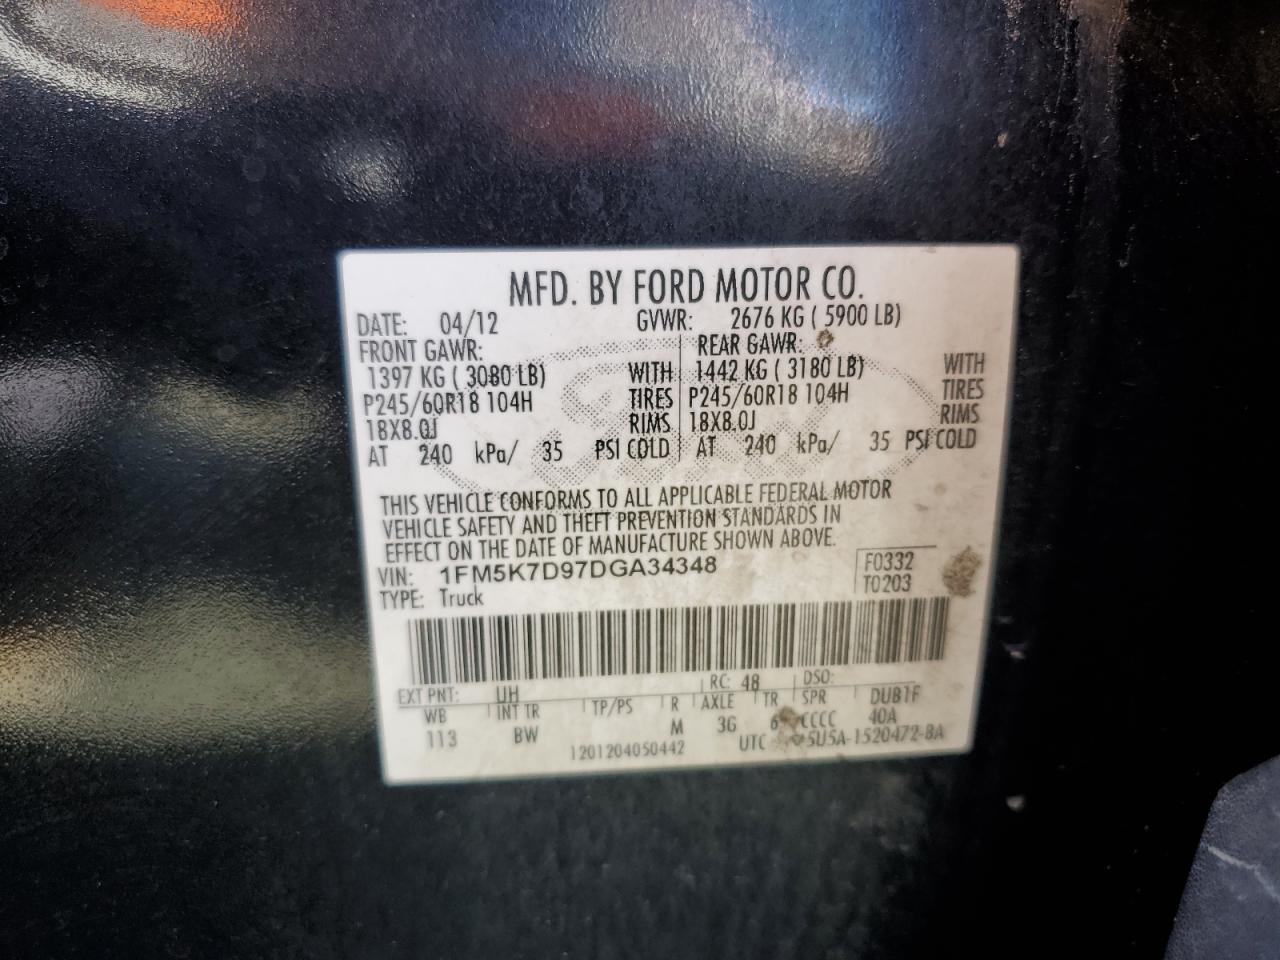 MFD. BY FORD MOTOR CO.
DATE: 04/12 GVWR: 2676 KG ( 5900 LB)
FRONT GAWR: REAR GAWR:
1397 KG ( 3080 LB) WITH 1442 KG ( 3180 LB) WITH
P245/60R18 104H TIRES P245/60R18 104H TIRES
18X8.0J RIMS 18X8.0J RIMS
AT 240 kPa/ 35 PSI COLD AT 240 kPa/ 35 PSI COLD
THIS VEHICLE CONFORMS TO ALL APPLICABLE FEDERAL MOTOR
VEHICLE SAFETY AND THEFT PREVENTION STANDARDS IN
EFFECT ON THE DATE OF MANUFACTURE SHOWN ABOVE.
VIN: 1FM5K7D97DGA34348 F0332
TYPE: Truck T0203
EXT PNT: UH RC: 48 DSO:
WB INT TR TP/PS R AXLE TR SPR DUB1F
113 BW M 3G 6 CCCC 40A
1201204050442 UTC 5U5A-1520472-BA